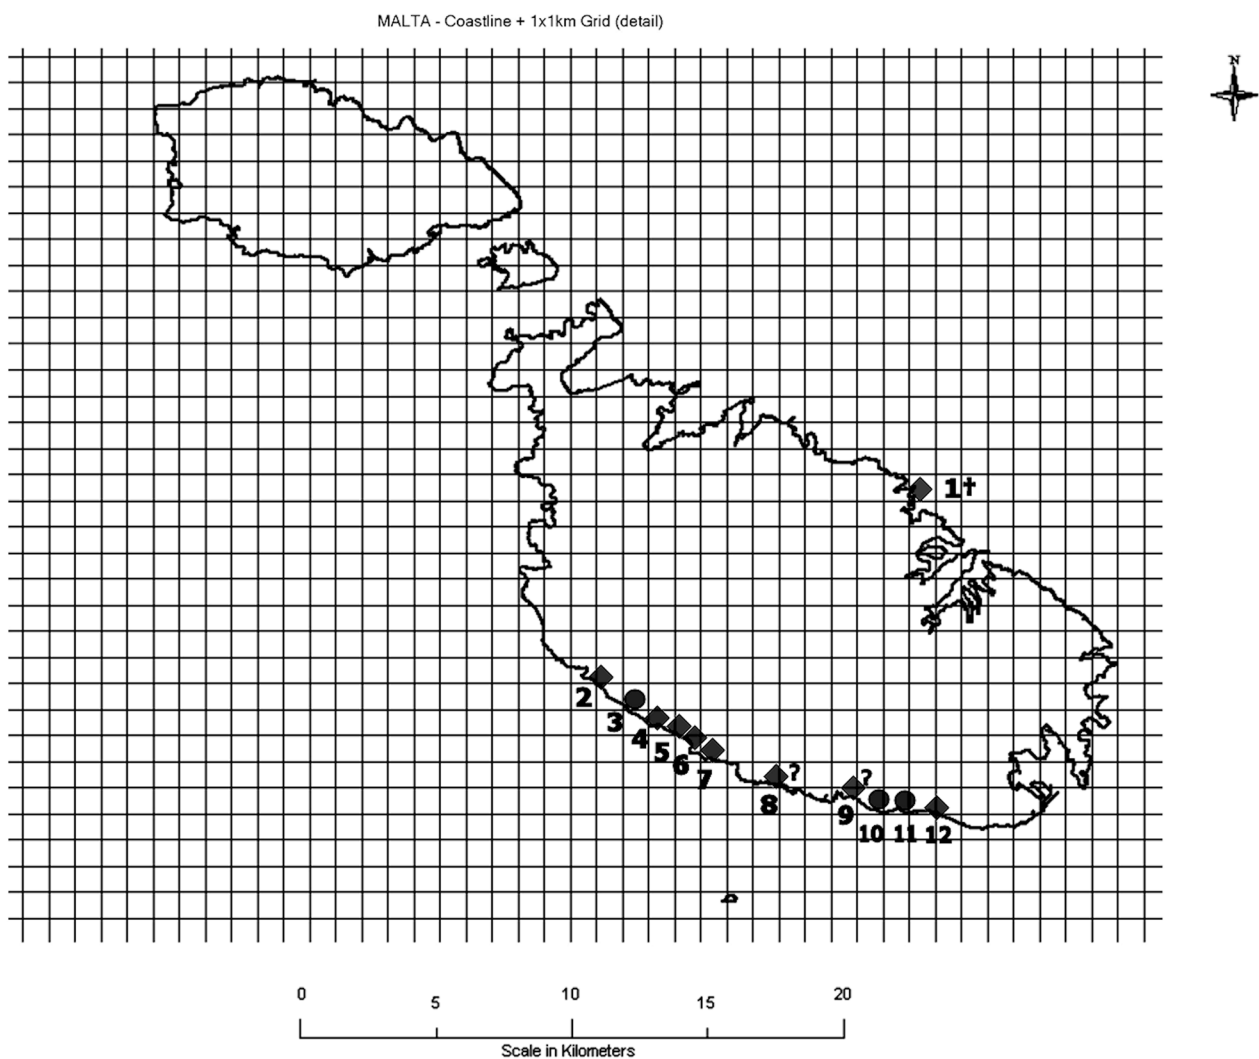 MALTA - Coastline + 1x1km Grid (detail)
N
1†
2
3
4
5
6
7
8 ?
9 ?
10 11 12
0 5 10 15 20
Scale in Kilometers